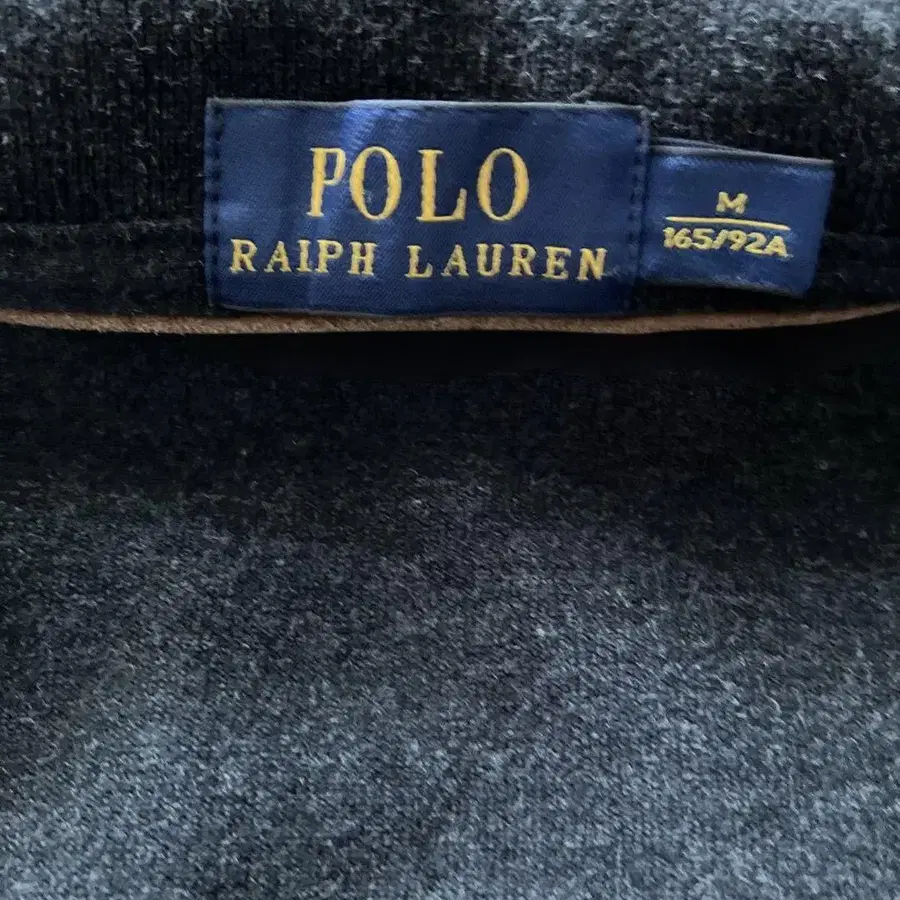 POLO
RALPH LAUREN
M
165/92A